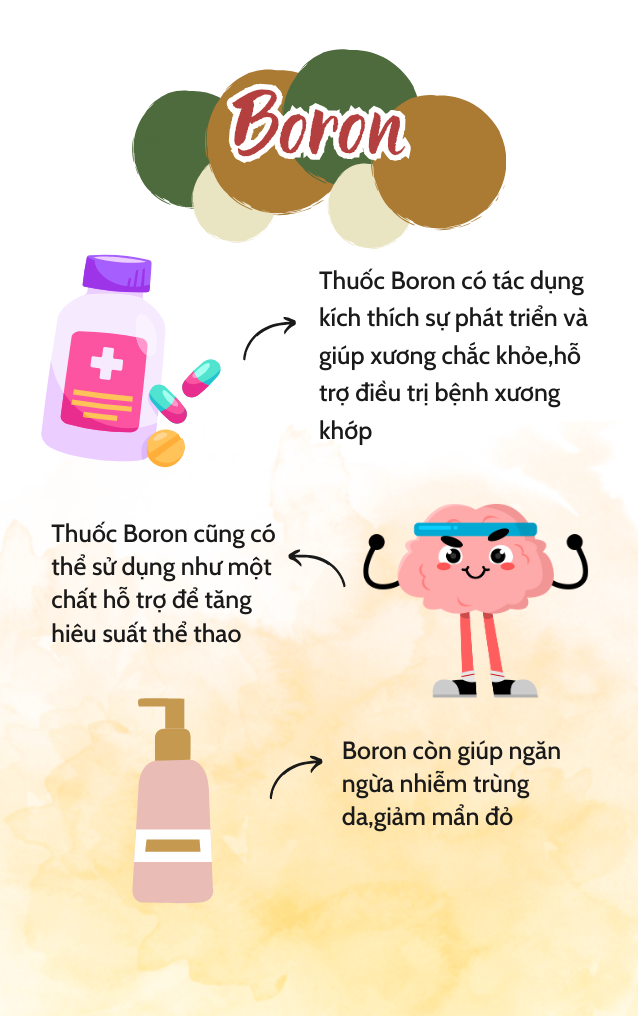 Boron
Thuốc Boron có tác dụng
kích thích sự phát triển và
giúp xương chắc khỏe,hỗ
trợ điều trị bệnh xương
khớp
Thuốc Boron cũng có
thể sử dụng như một
chất hỗ trợ để tăng
hiêu suất thể thao
Boron còn giúp ngăn
ngừa nhiễm trùng
da,giảm mẩn đỏ